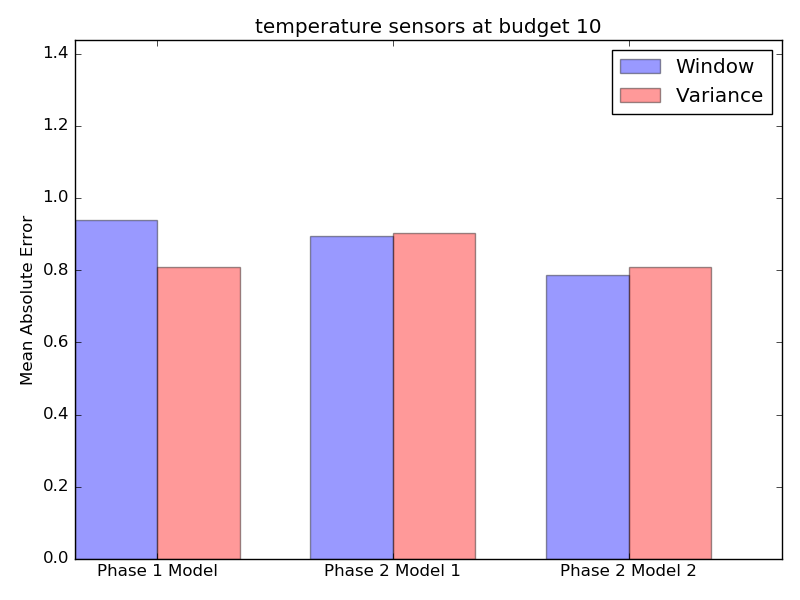 temperature sensors at budget 10
Window
Variance
Mean Absolute Error
1.4
1.2
1.0
0.8
0.6
0.4
0.2
0.0
Phase 1 Model
Phase 2 Model 1
Phase 2 Model 2